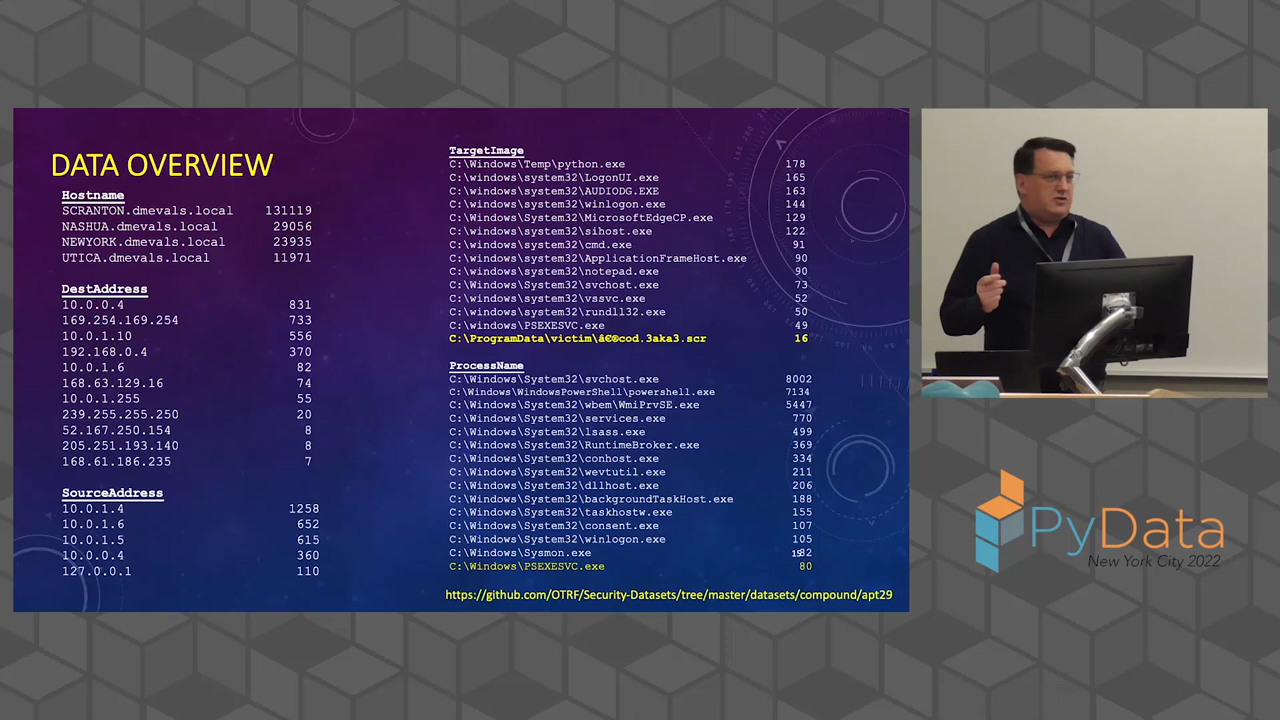 DATA OVERVIEW
Hostname
SCRANTON.dmevals.local 131119
NASHUA.dmevals.local 29056
NEWYORK.dmevals.local 23935
UTICA.dmevals.local 11971
DestAddress
10.0.0.4 831
169.254.169.254 733
10.0.1.10 556
192.168.0.4 370
10.0.1.6 82
168.63.129.16 74
10.0.1.255 55
239.255.255.250 20
52.167.250.154 8
205.251.193.140 8
168.61.186.235 7
SourceAddress
10.0.1.4 1258
10.0.1.6 652
10.0.1.5 615
10.0.0.4 360
127.0.0.1 110
TargetImage
C:\Windows\Temp\python.exe 178
C:\Windows\system32\LogonUI.exe 165
C:\Windows\system32\AUDIODG.EXE 163
C:\Windows\system32\winlogon.exe 144
C:\Windows\System32\MicrosoftEdgeCP.exe 129
C:\Windows\system32\sihost.exe 122
C:\windows\system32\cmd.exe 91
C:\Windows\system32\ApplicationFrameHost.exe 90
C:\Windows\system32\notepad.exe 90
C:\Windows\system32\svchost.exe 73
C:\Windows\system32\vssvc.exe 52
C:\Windows\system32\rundll32.exe 50
C:\windows\PSEXESVC.exe 49
C:\ProgramData\victim\â€®cod.3aka3.scr 16
ProcessName
C:\Windows\System32\svchost.exe 8002
C:\Windows\WindowsPowerShell\powershell.exe 7134
C:\Windows\System32\wbem\WmiPrvSE.exe 5447
C:\Windows\System32\services.exe 770
C:\Windows\System32\lsass.exe 499
C:\Windows\System32\RuntimeBroker.exe 369
C:\Windows\System32\conhost.exe 334
C:\Windows\System32\wevtutil.exe 211
C:\Windows\System32\dllhost.exe 206
C:\Windows\System32\backgroundTaskHost.exe 188
C:\Windows\System32\taskhostw.exe 155
C:\Windows\System32\consent.exe 107
C:\Windows\System32\winlogon.exe 105
C:\Windows\Sysmon.exe 82
C:\Windows\PSEXESVC.exe 80
15
https://github.com/OTRF/Security-Datasets/tree/master/datasets/compound/apt29
PyData
New York City 2022